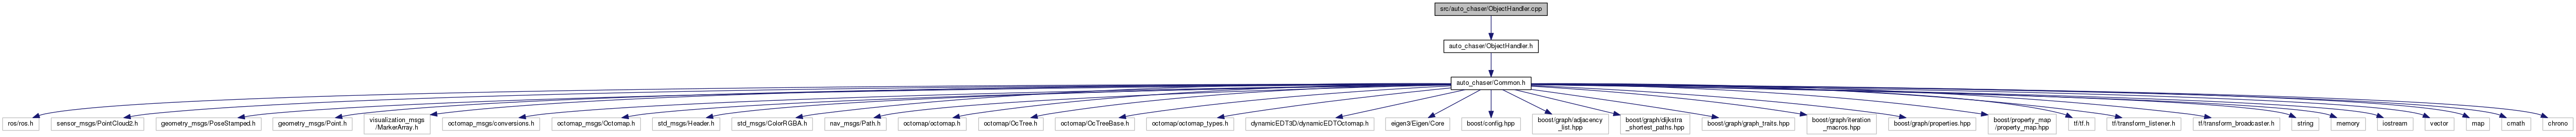 src/auto_chaser/ObjectHandler.cpp
auto_chaser/ObjectHandler.h
auto_chaser/Common.h
ros/ros.h
sensor_msgs/PointCloud2.h
geometry_msgs/PoseStamped.h
geometry_msgs/Point.h
visualization_msgs
/MarkerArray.h
octomap_msgs/conversions.h
octomap_msgs/Octomap.h
std_msgs/Header.h
std_msgs/ColorRGBA.h
nav_msgs/Path.h
octomap/octomap.h
octomap/OcTree.h
octomap/OcTreeBase.h
octomap/octomap_types.h
dynamicEDT3D/dynamicEDTOctomap.h
eigen3/Eigen/Core
boost/config.hpp
boost/graph/adjacency
_list.hpp
boost/graph/dijkstra
_shortest_paths.hpp
boost/graph/graph_traits.hpp
boost/graph/iteration
_macros.hpp
boost/graph/properties.hpp
boost/property_map
/property_map.hpp
tf/tf.h
tf/transform_listener.h
tf/transform_broadcaster.h
string
memory
iostream
vector
map
cmath
chrono